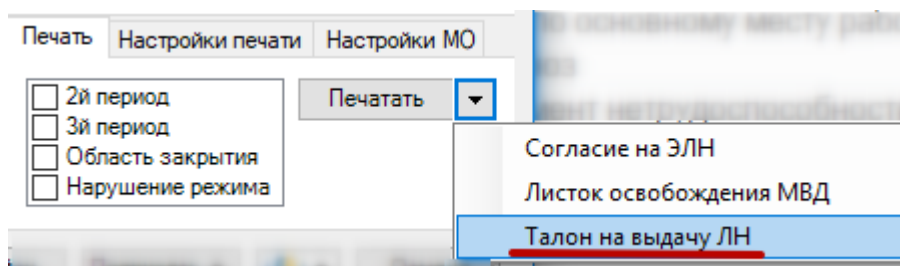 Печать Настройки печати Настройки МО
2й период
3й период
Область закрытия
Нарушение режима
Печатать
Согласие на ЭЛН
Листок освобождения МВД
Талон на выдачу ЛН